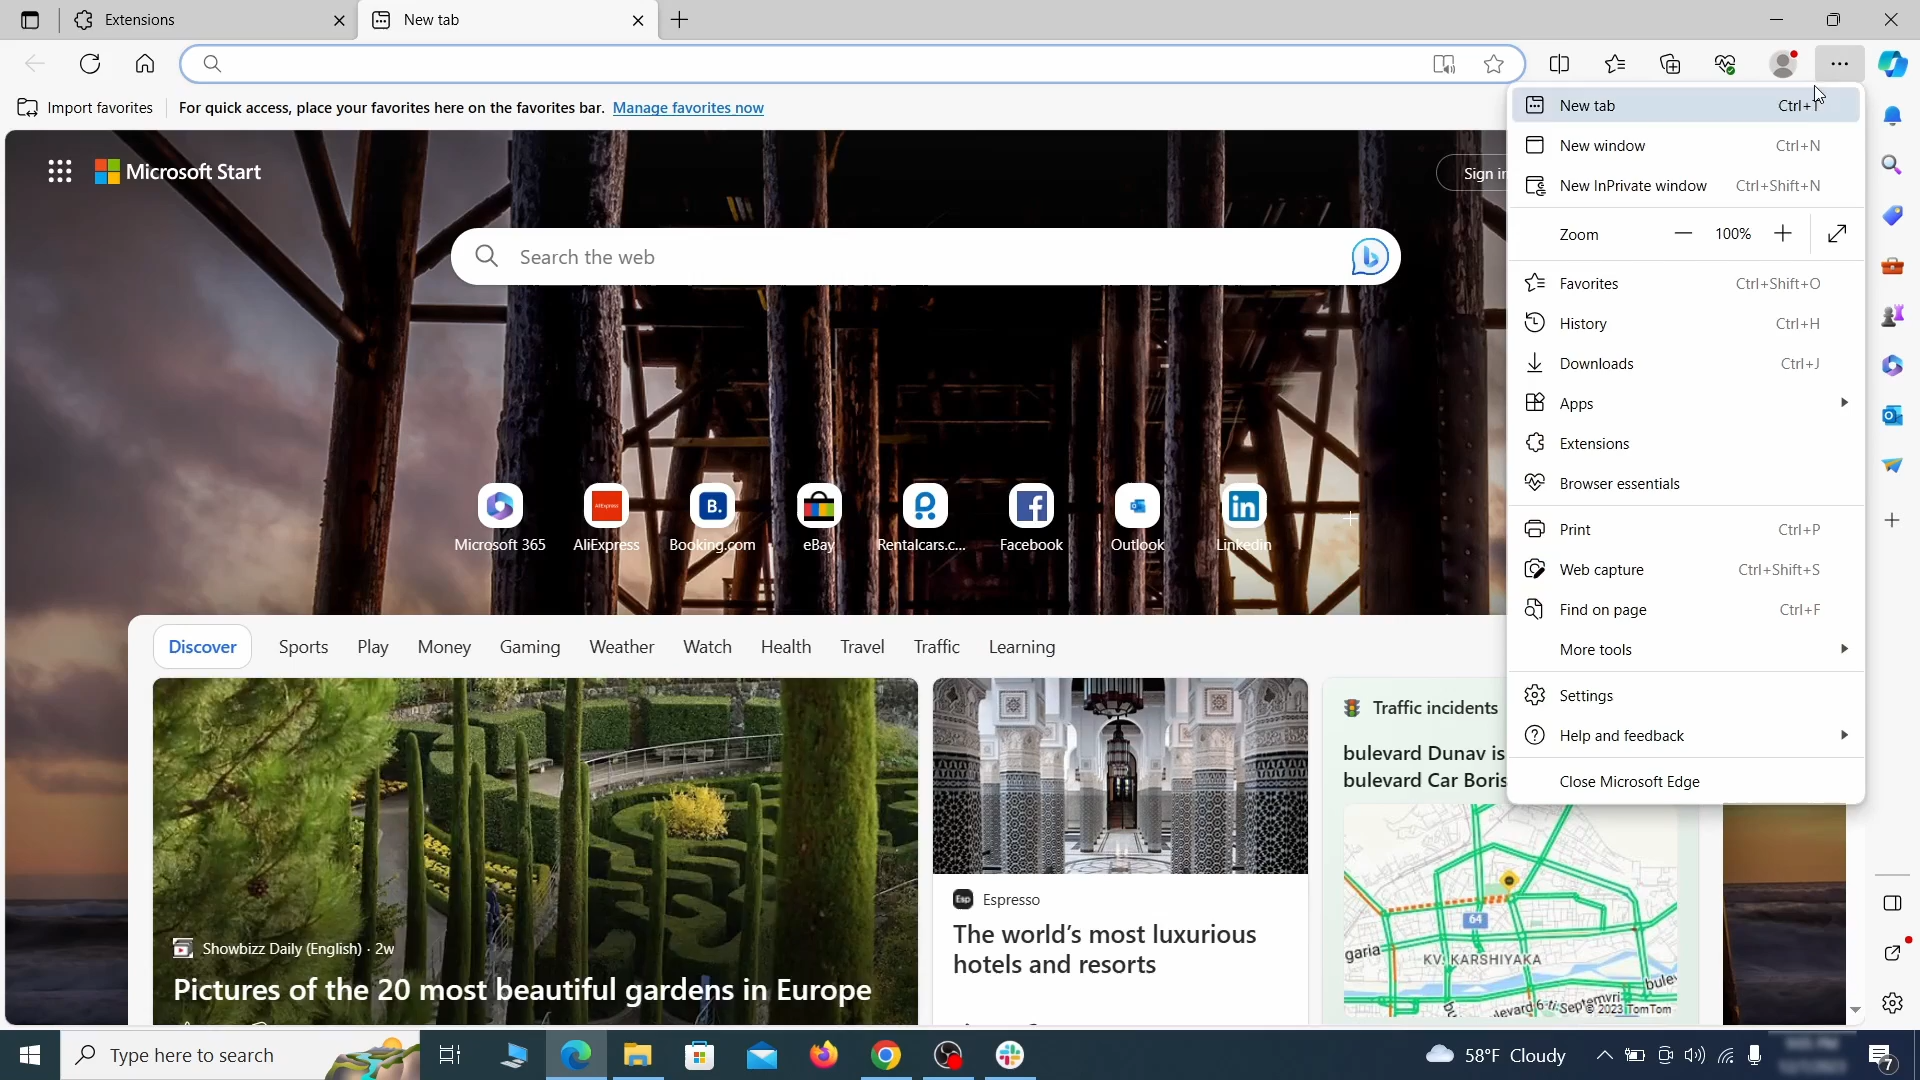 Extensions
New tab
Import favorites
For quick access, place your favorites here on the favorites bar. Manage favorites now
Microsoft Start
Sign in
Search the web
Microsoft 365
AliExpress
Booking.com
eBay
Rentalcars.c...
Facebook
Outlook
LinkedIn
Discover
Sports
Play
Money
Gaming
Weather
Watch
Health
Travel
Traffic
Learning
Showbizz Daily (English) · 2w
Pictures of the 20 most beautiful gardens in Europe
Esp Espresso
The world's most luxurious
hotels and resorts
Traffic incidents
bulevard Dunav is
bulevard Car Boris
64
garia
KV. KARSHIYAKA
bule
© 2023 TomTom
New tab Ctrl+T
New window Ctrl+N
New InPrivate window Ctrl+Shift+N
Zoom 100%
Favorites Ctrl+Shift+O
History Ctrl+H
Downloads Ctrl+J
Apps
Extensions
Browser essentials
Print Ctrl+P
Web capture Ctrl+Shift+S
Find on page Ctrl+F
More tools
Settings
Help and feedback
Close Microsoft Edge
Type here to search
58°F Cloudy
7